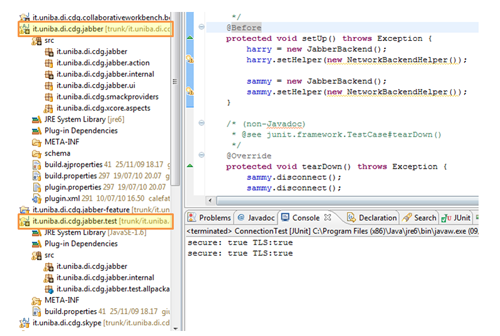 it.uniba.di.cdg.collaborativeworkbench.bo
it.uniba.di.cdg.jabber [trunk/it.uniba.di.cd
src
it.uniba.di.cdg.jabber
it.uniba.di.cdg.jabber.action
it.uniba.di.cdg.jabber.internal
it.uniba.di.cdg.jabber.ui
it.uniba.di.cdg.smackproviders
it.uniba.di.cdg.xcore.aspects
JRE System Library [jre6]
Plug-in Dependencies
META-INF
schema
build.ajproperties 41 25/11/09 18.17 gi
build.properties 297 19/07/10 20.07 g
plugin.properties 297 19/07/10 20.07
plugin.xml 291 10/07/10 16.50 calefat
it.uniba.di.cdg.jabber-feature [trunk/it.un
it.uniba.di.cdg.jabber.test [trunk/it.uniba.
JRE System Library [JavaSE-1.6]
Plug-in Dependencies
src
it.uniba.di.cdg.jabber
it.uniba.di.cdg.jabber.internal
it.uniba.di.cdg.jabber.test.allpacka
META-INF
build.properties 41 25/11/09 18.17 gio
it.uniba.di.cdg.skype [trunk/it.uniba.di.cd
*/
@Before
protected void setUp() throws Exception {
harry = new JabberBackend();
harry.setHelper(new NetworkBackendHelper());
sammy = new JabberBackend();
sammy.setHelper(new NetworkBackendHelper());
}
/* (non-Javadoc)
* @see junit.framework.TestCase#tearDown()
*/
@Override
protected void tearDown() throws Exception {
sammy.disconnect();
sammy.disconnect();
Problems @ Javadoc Console Declaration Search JUnit
<terminated> ConnectionTest [JUnit] C:\Program Files (x86)\Java\jre6\bin\javaw.exe (09.
secure: true TLS:true
secure: true TLS:true